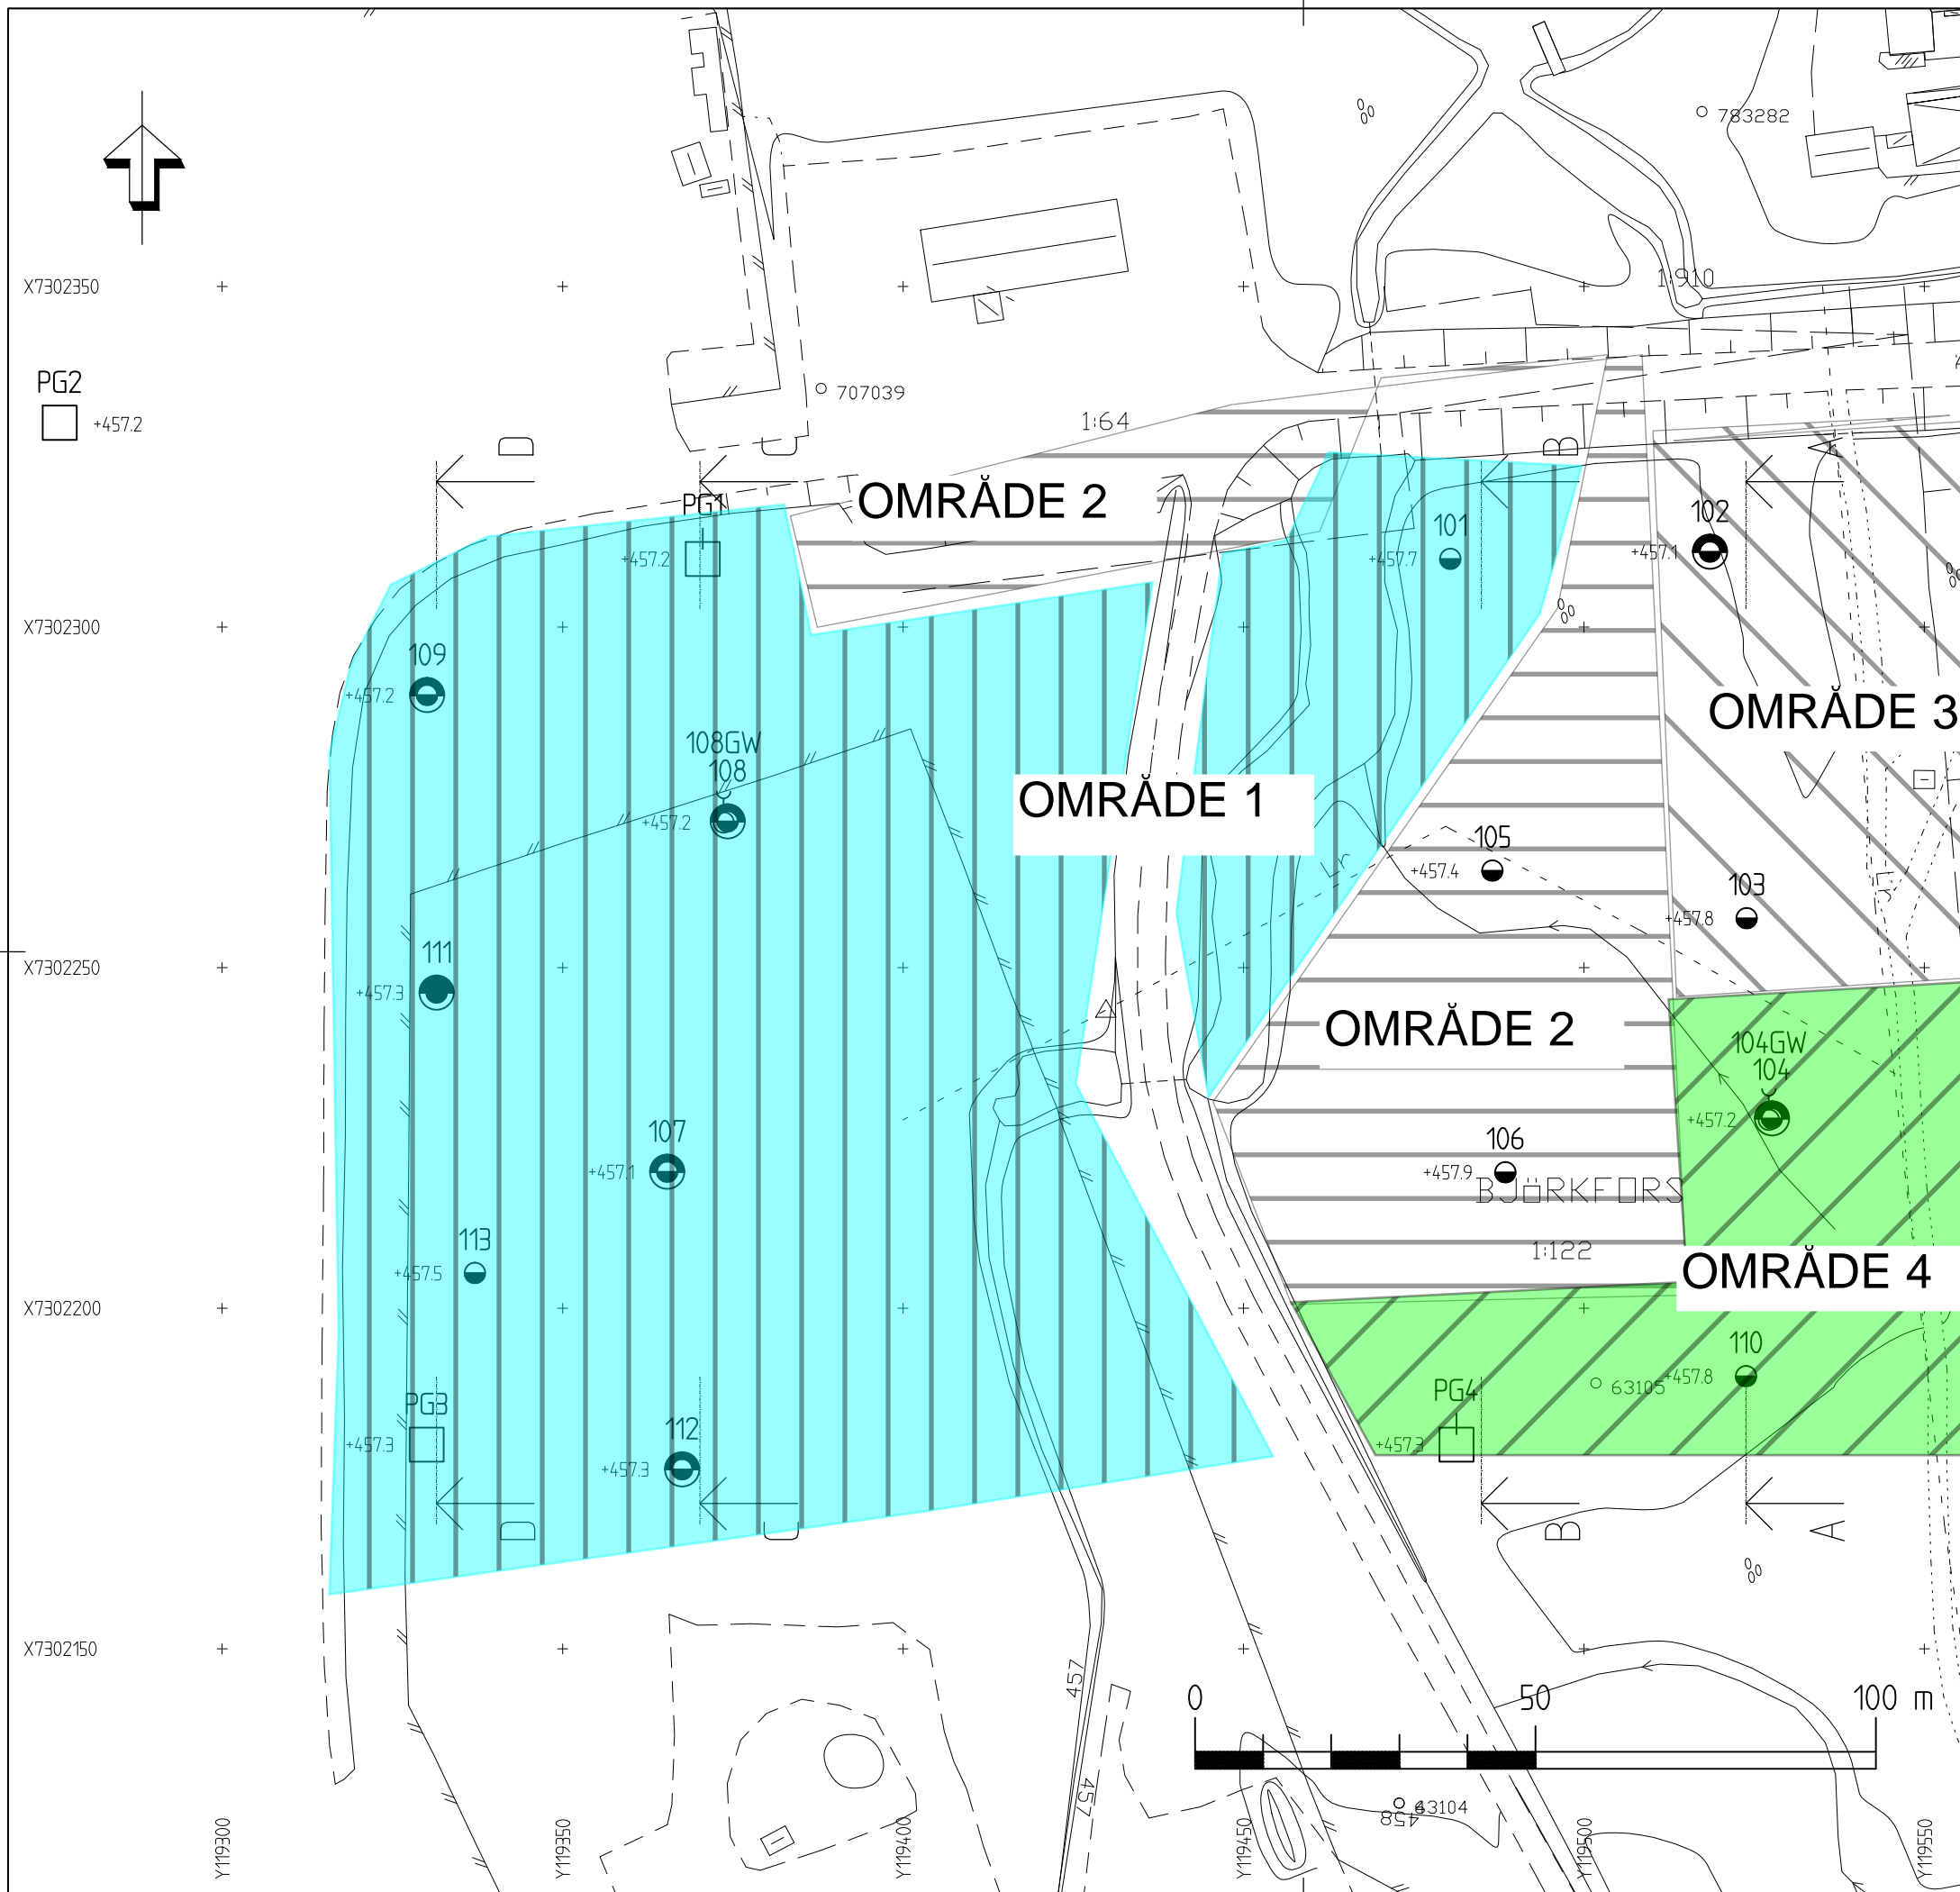 783282
X7302350
1:910
PG2
+457.2
707039
1:64
D
C
B
A
PG1
OMRÅDE 2
101
102
+457.2
+457.7
+457.1
X7302300
109
+457.2
OMRÅDE 3
108GW
108
+457.2
OMRÅDE 1
105
+457.4
103
+457.8
111
X7302250
+457.3
OMRÅDE 2
104GW
104
+457.2
107
+457.1
106
+457.9
BJÖRKFORS
113
+457.5
1:122
OMRÅDE 4
X7302200
110
+457.8
63105
PG3
PG4
+457.3
+457.3
112
+457.3
D
C
B
A
X7302150
457
0 50 100 m
457
458
63104
Y119300
Y119350
Y119400
Y119450
Y119500
Y119550